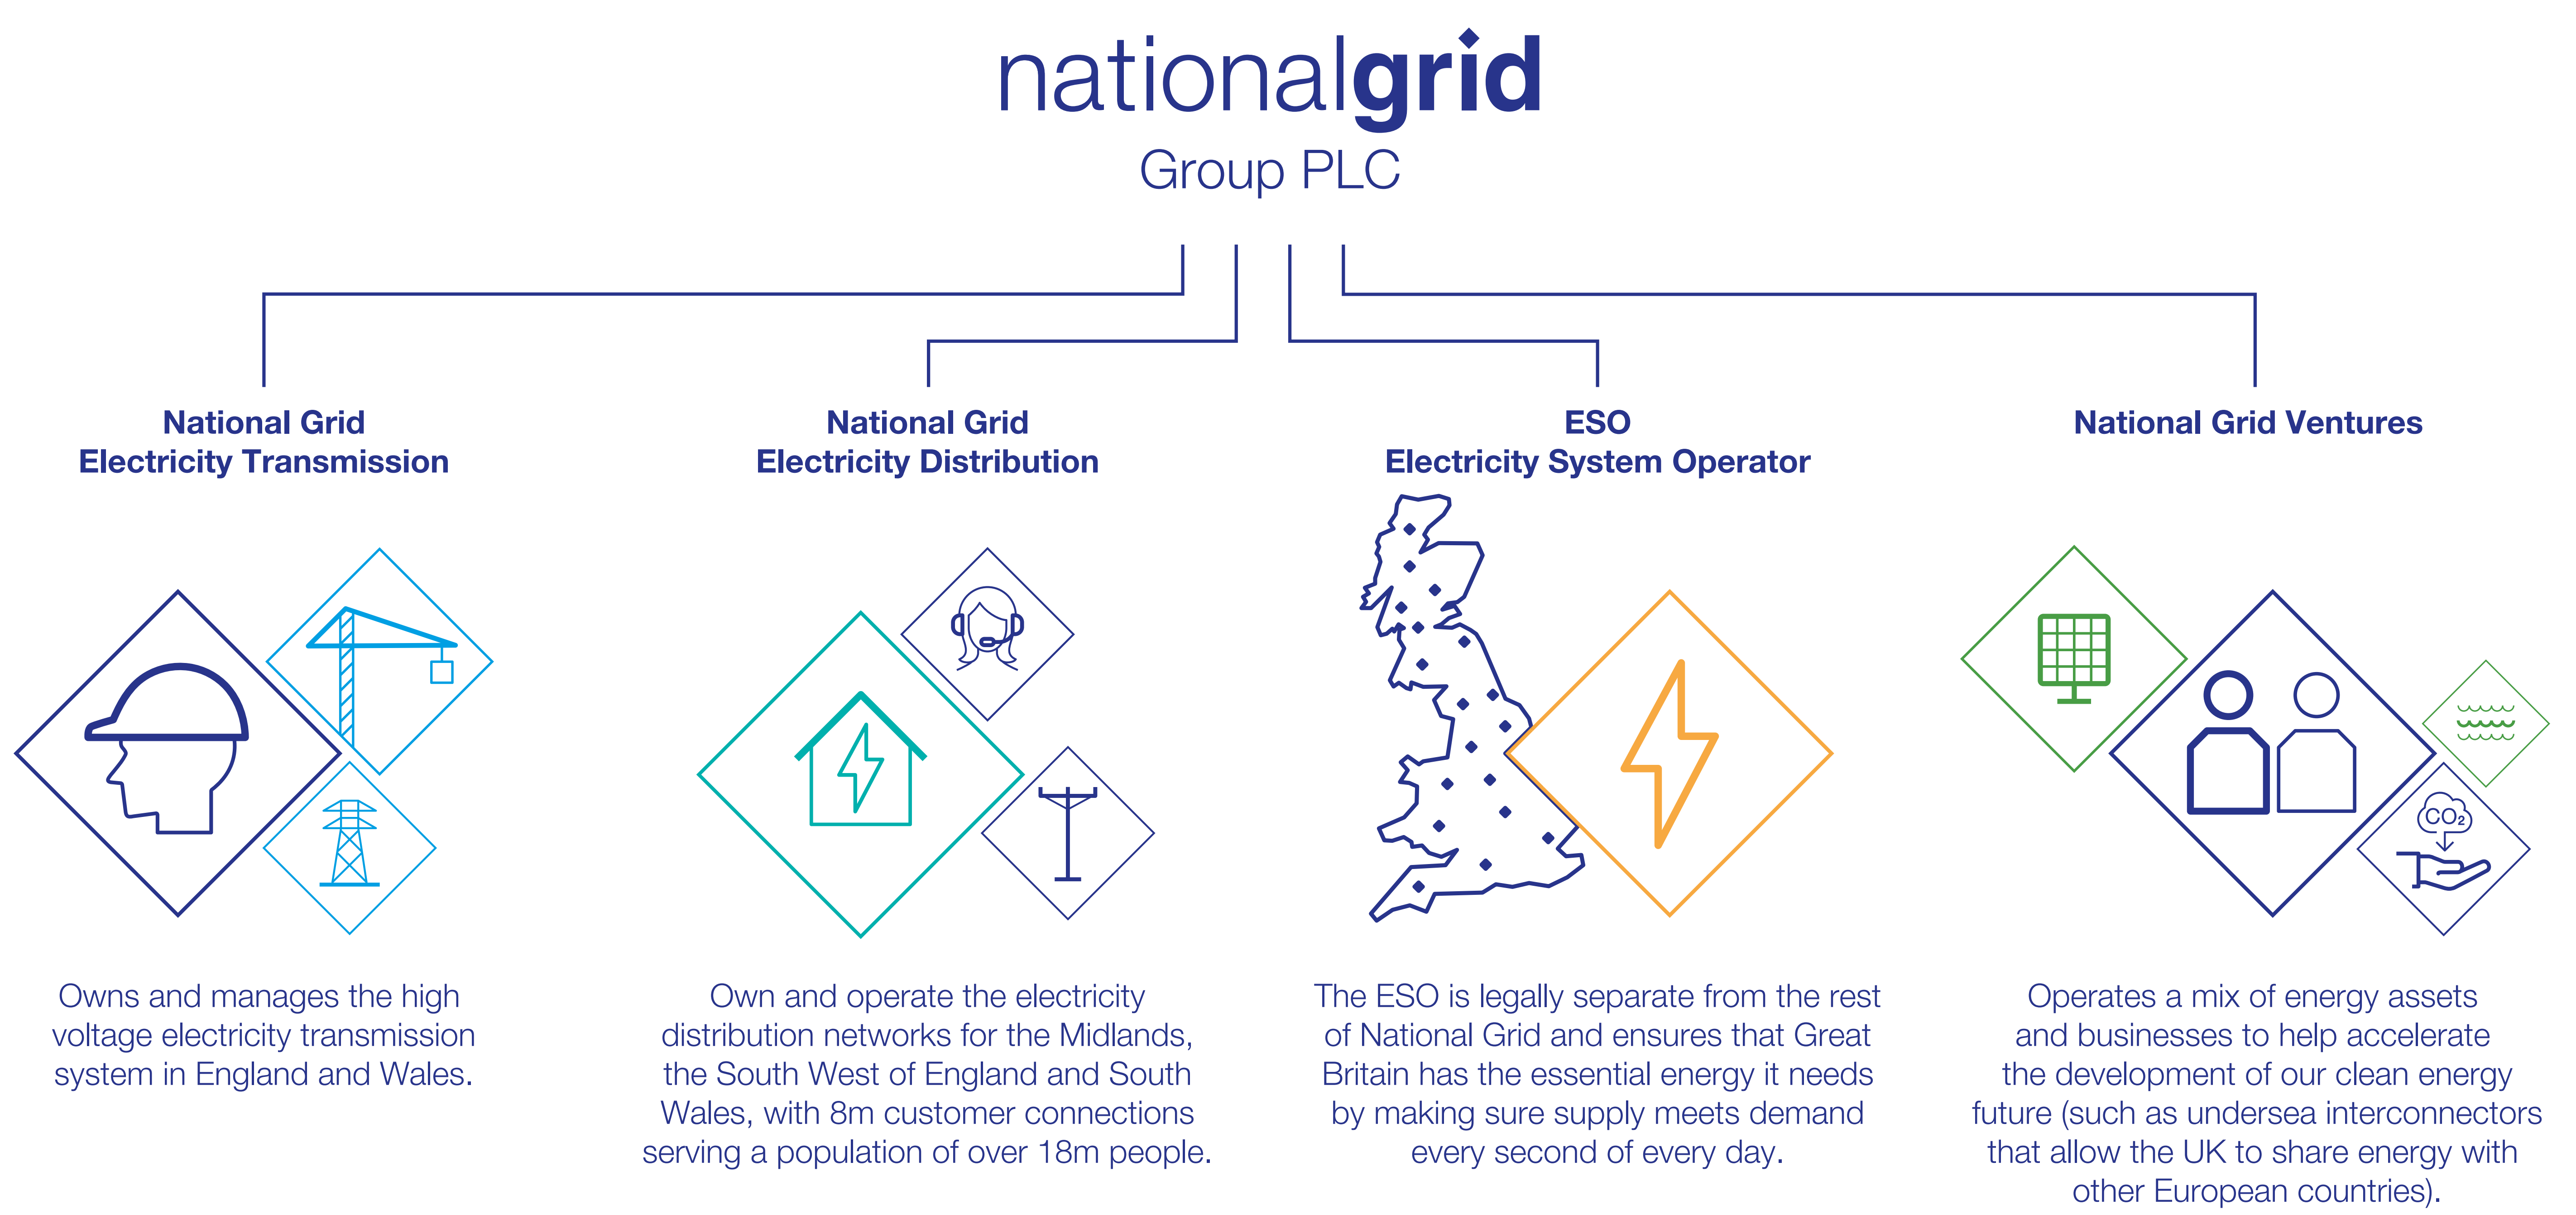 nationalgrid
Group PLC
National Grid
Electricity Transmission
National Grid
Electricity Distribution
ESO
Electricity System Operator
National Grid Ventures
CO₂
Owns and manages the high
voltage electricity transmission
system in England and Wales.
Own and operate the electricity
distribution networks for the Midlands,
the South West of England and South
Wales, with 8m customer connections
serving a population of over 18m people.
The ESO is legally separate from the rest
of National Grid and ensures that Great
Britain has the essential energy it needs
by making sure supply meets demand
every second of every day.
Operates a mix of energy assets
and businesses to help accelerate
the development of our clean energy
future (such as undersea interconnectors
that allow the UK to share energy with
other European countries).